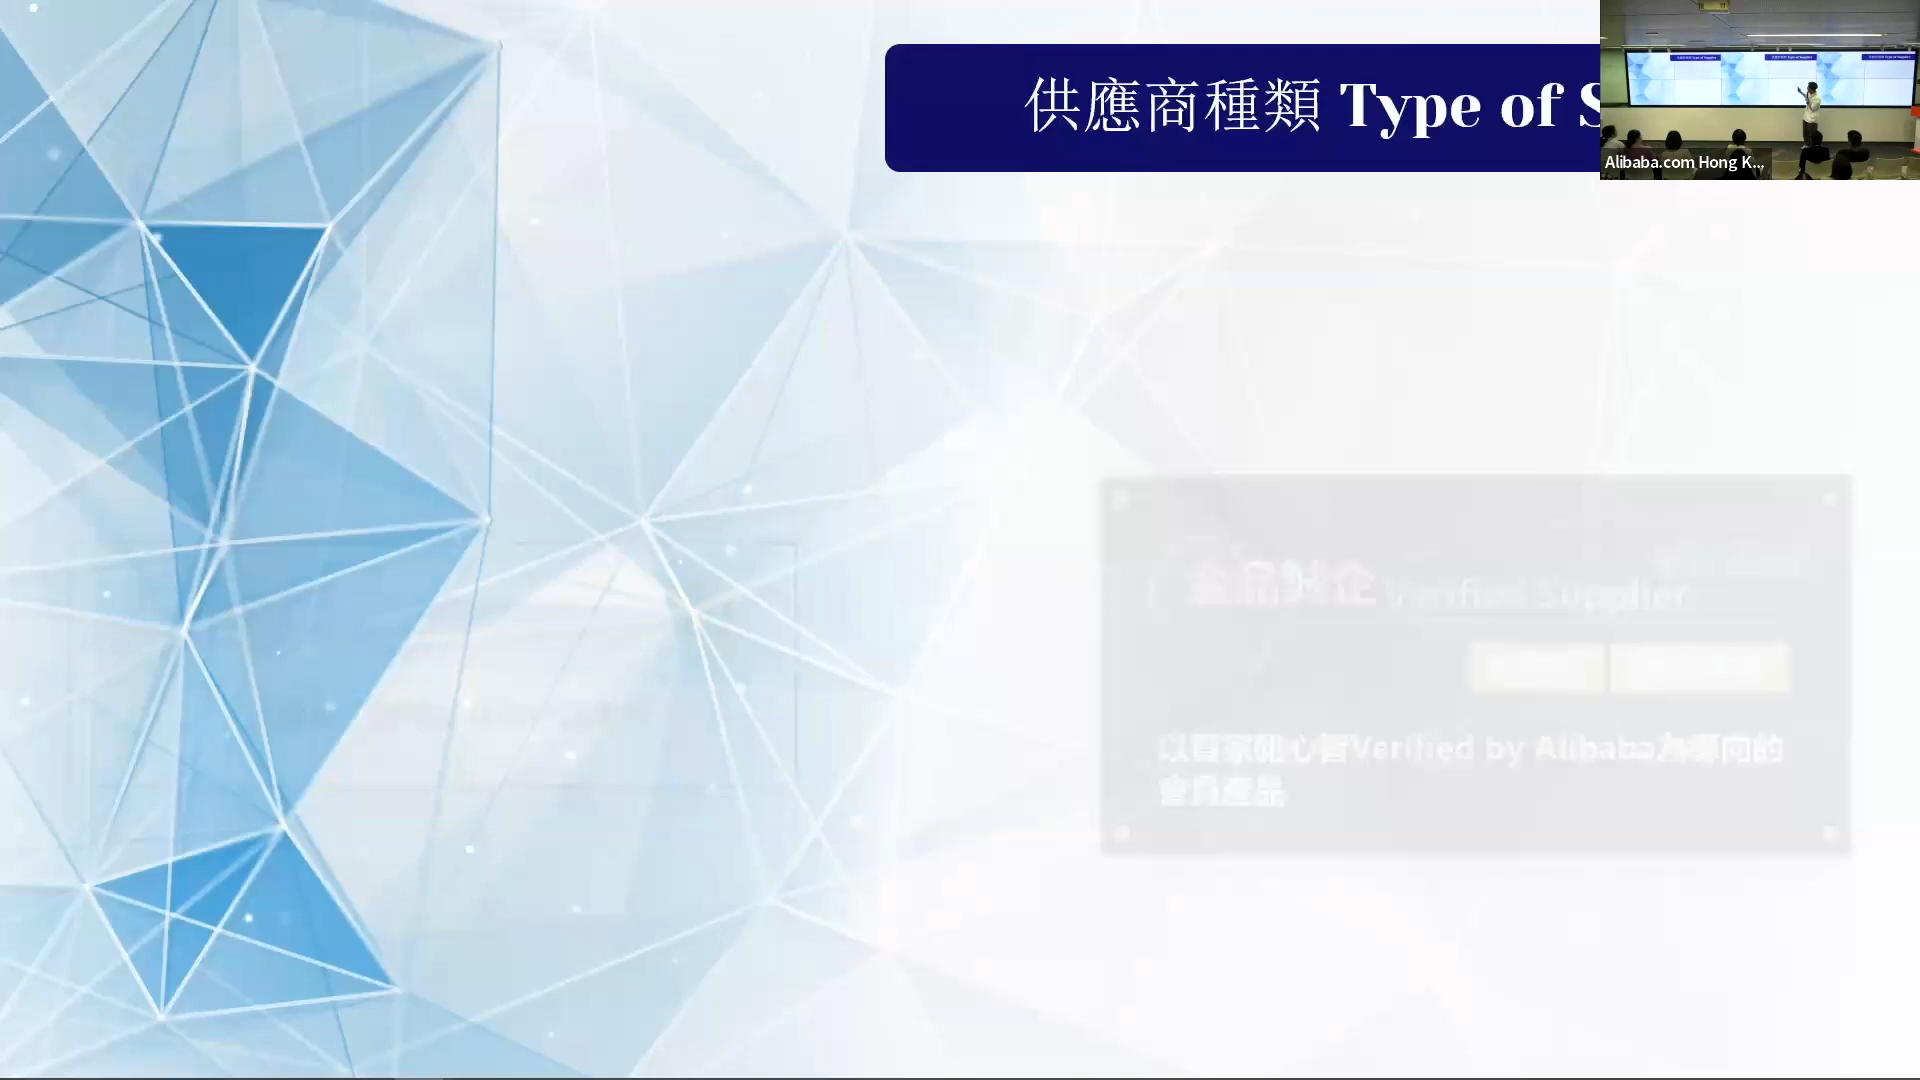 供應商種類 Type of S
Alibaba.com Hong K...
金品誠企 Verified Supplier
以買家側心智Verified by Alibaba為導向的
會員產品